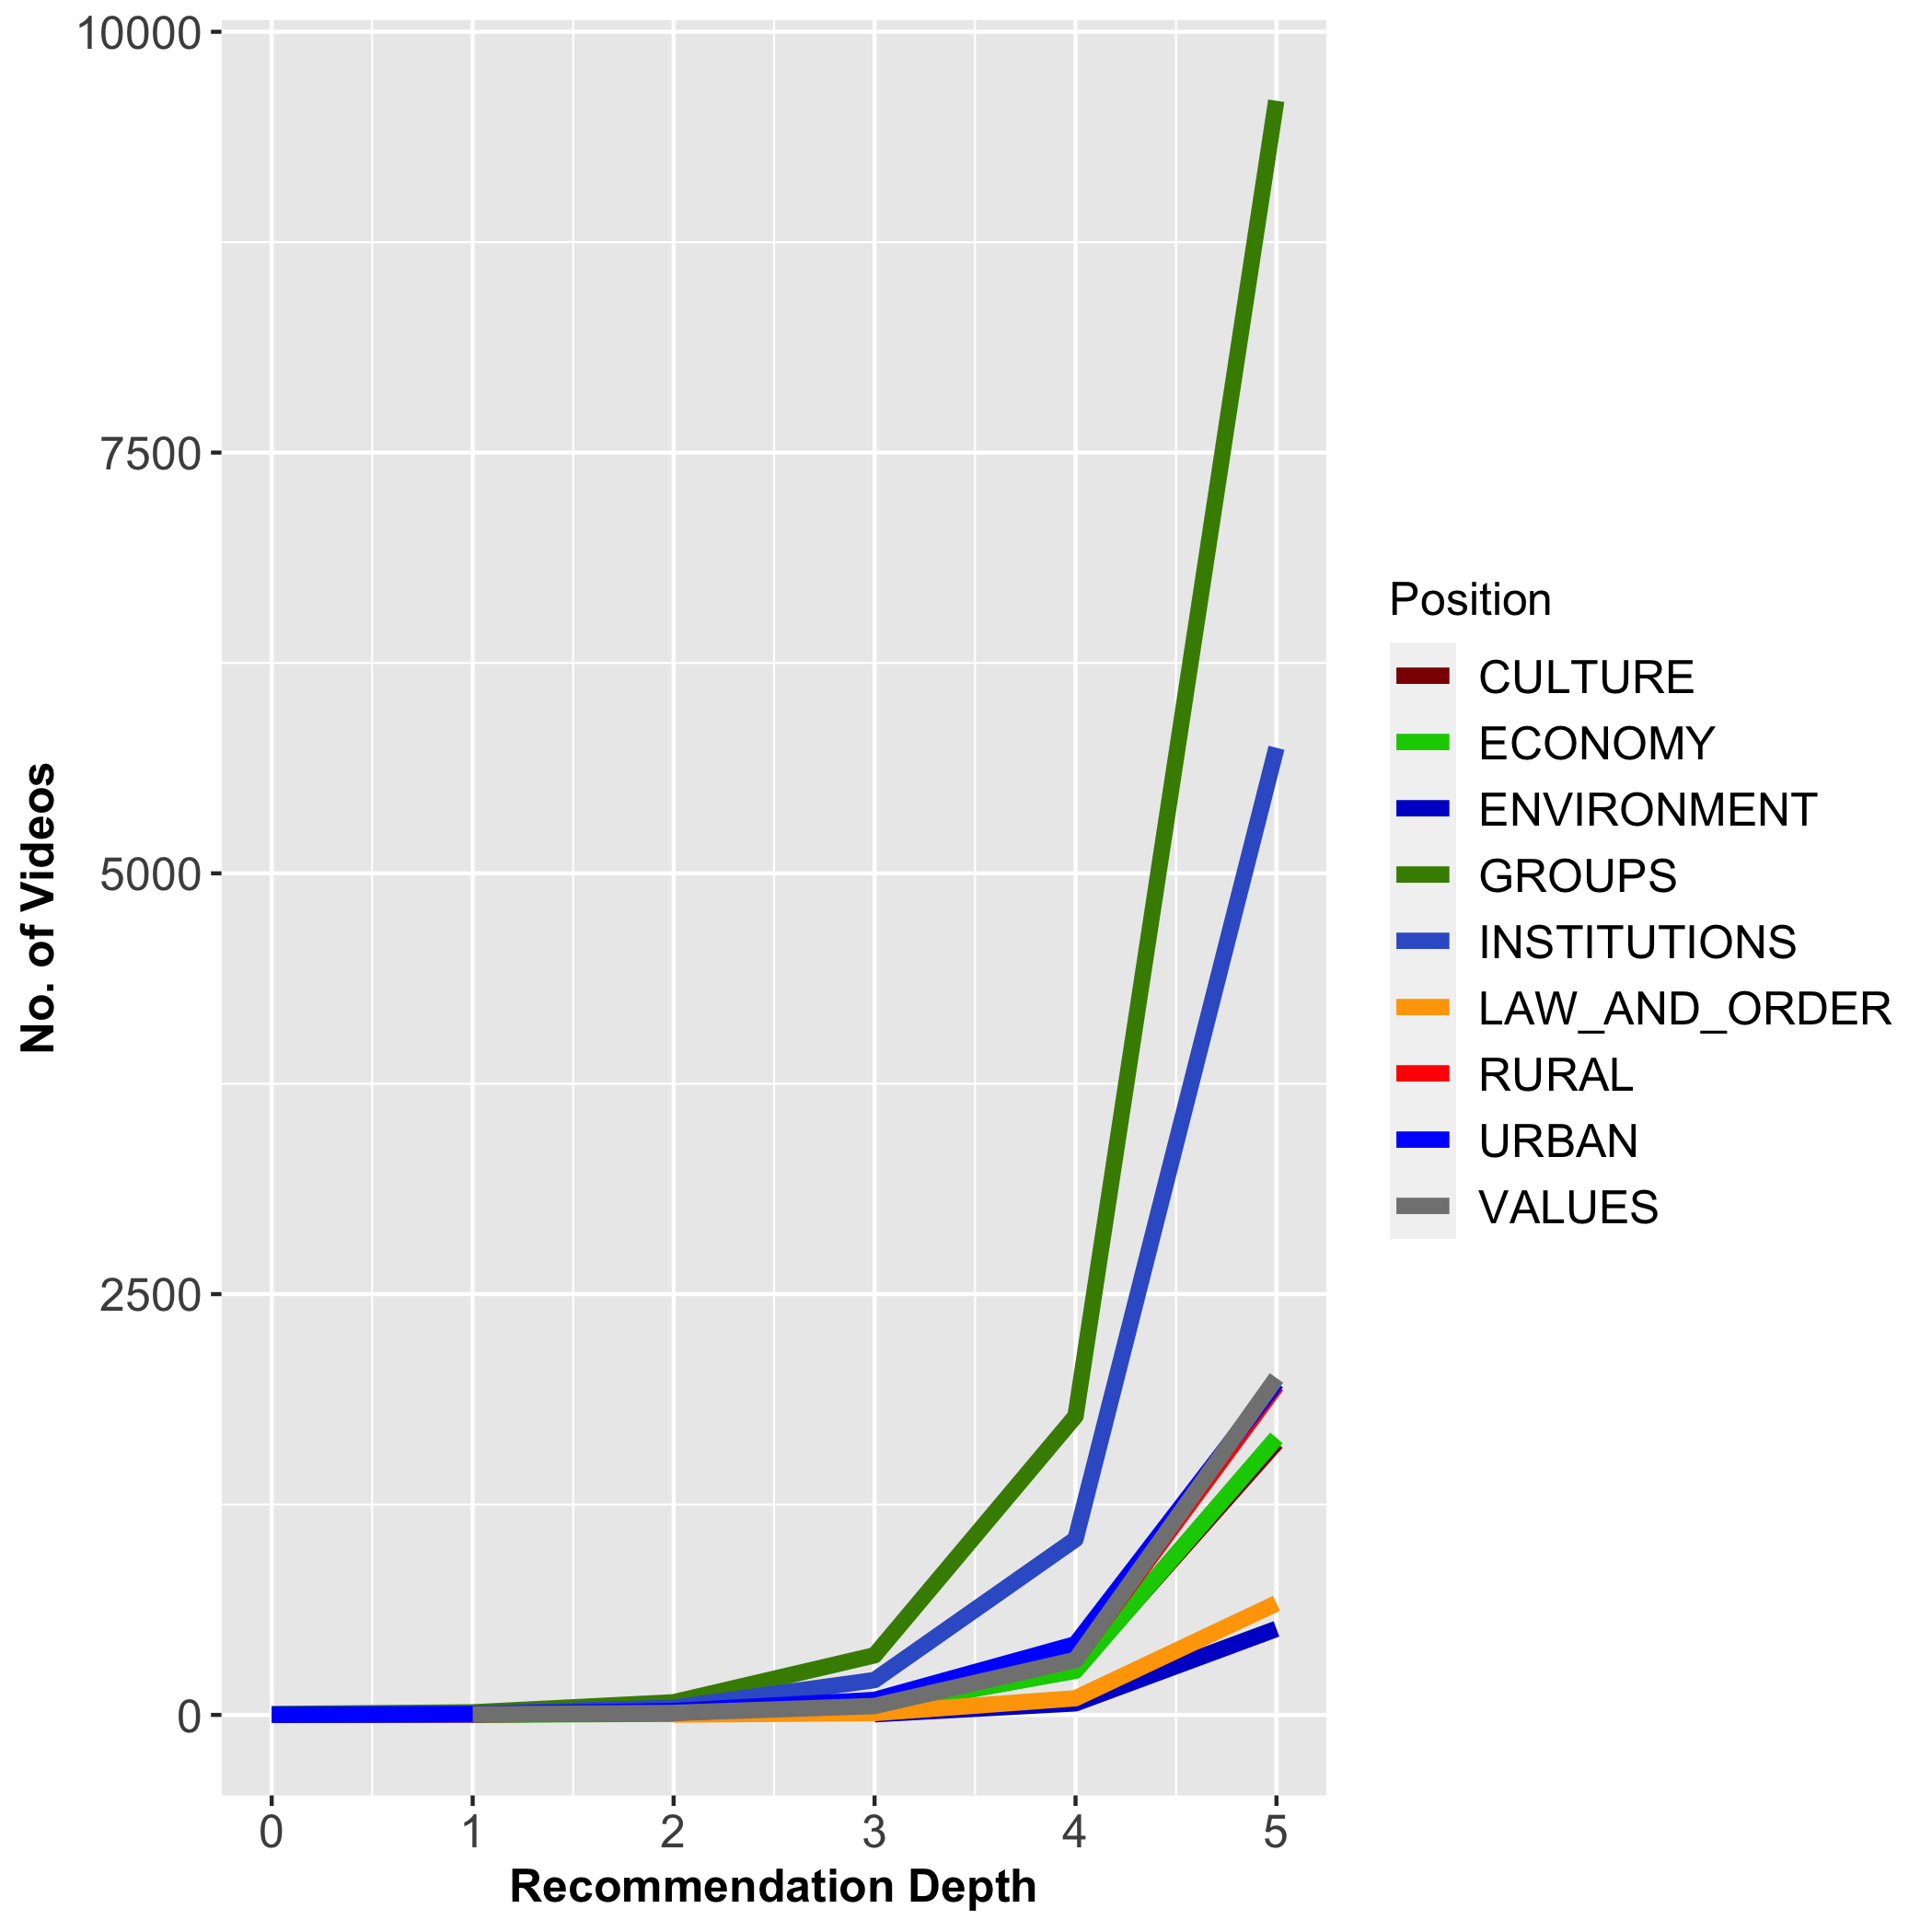 10000
7500
5000
2500
0
No. of Videos
0 1 2 3 4 5
Recommendation Depth
Position
CULTURE
ECONOMY
ENVIRONMENT
GROUPS
INSTITUTIONS
LAW_AND_ORDER
RURAL
URBAN
VALUES